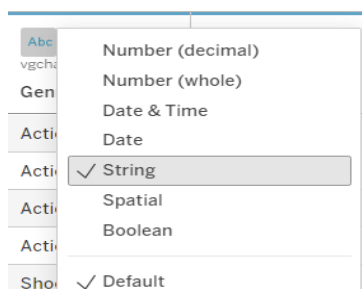 Abc
Number (decimal)
Number (whole)
Date & Time
Date
String
Spatial
Boolean
Default
vgcha
Gen
Acti
Acti
Acti
Acti
Sho